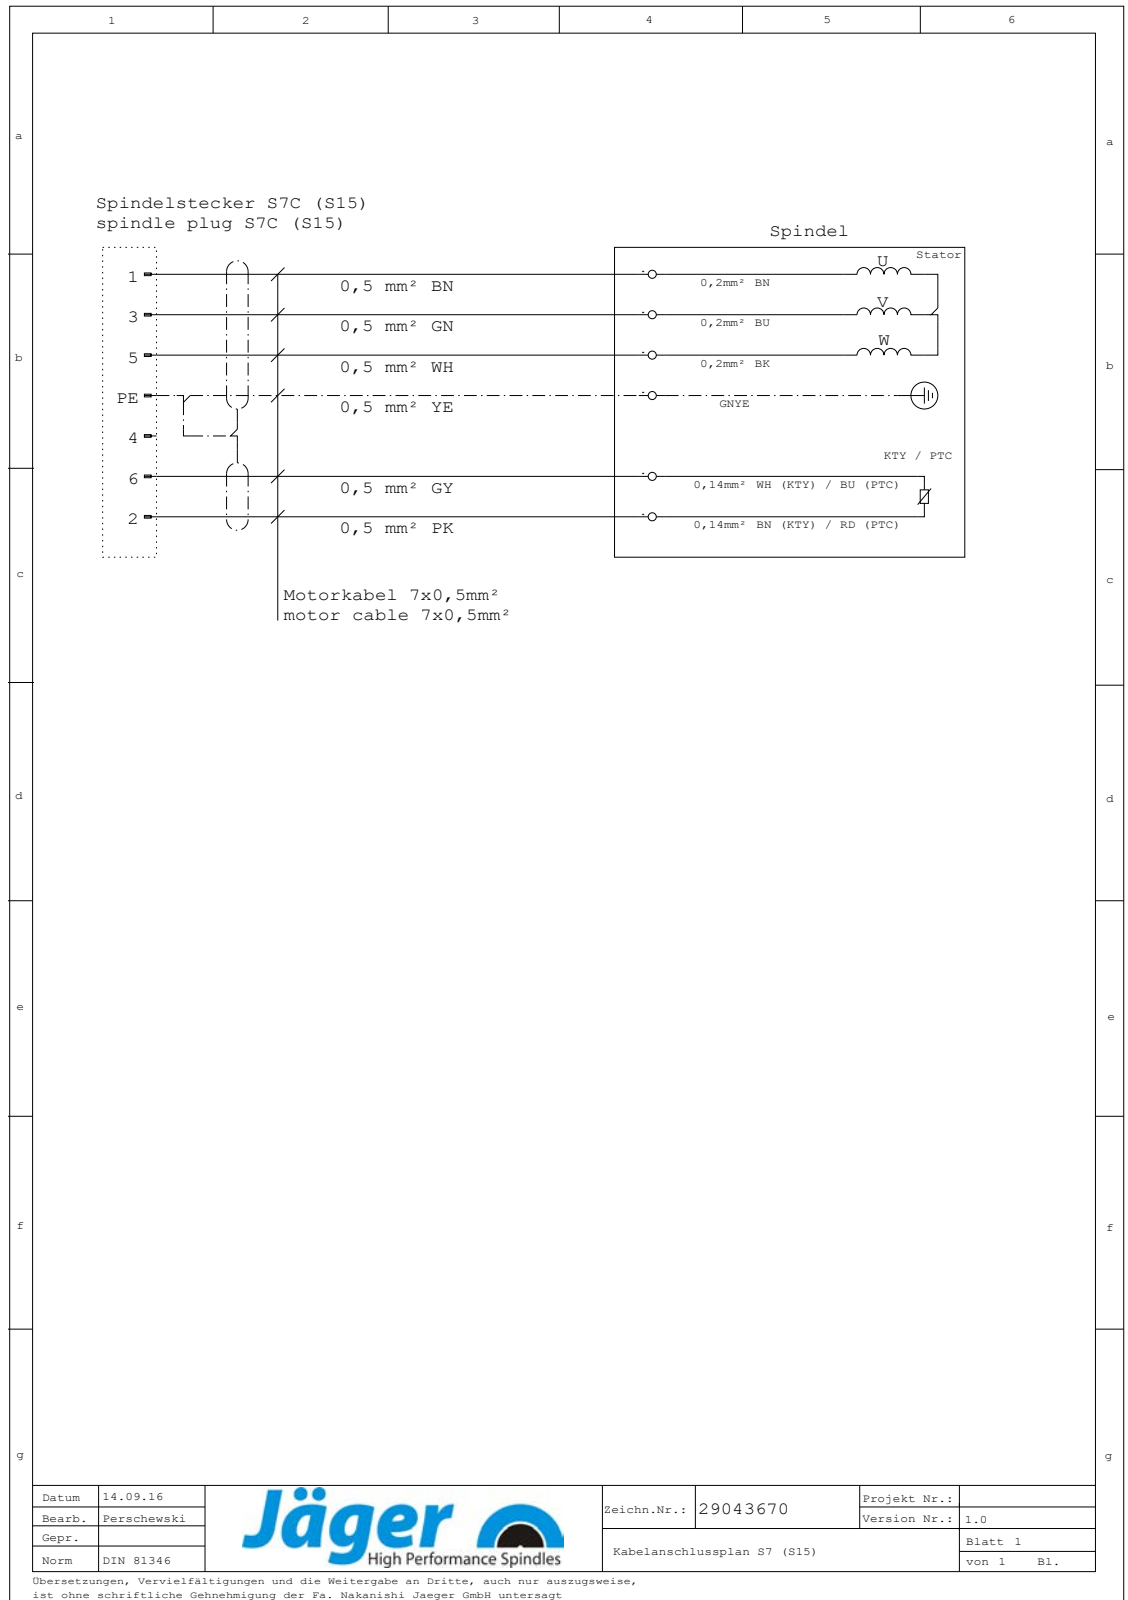 1 2 3 4 5 6
a a
Spindelstecker S7C (S15)
spindle plug S7C (S15)
Spindel
Stator
1
0,5 mm² BN
0,2mm² BN
U
3
0,5 mm² GN
0,2mm² BU
V
5
0,5 mm² WH
0,2mm² BK
W
b b
PE
0,5 mm² YE
GNYE
4
KTY / PTC
6
0,5 mm² GY
0,14mm² WH (KTY) / BU (PTC)
2
0,5 mm² PK
0,14mm² BN (KTY) / RD (PTC)
c c
Motorkabel 7x0,5mm²
motor cable 7x0,5mm²
d d
e e
f f
g g
Datum 14.09.16
Bearb. Perschewski
Gepr.
Norm DIN 81346
Jäger
High Performance Spindles
Zeichn.Nr.: 29043670
Kabelanschlussplan S7 (S15)
Projekt Nr.:
Version Nr.: 1.0
Blatt 1
von 1 Bl.
Übersetzungen, Vervielfältigungen und die Weitergabe an Dritte, auch nur auszugsweise,
ist ohne schriftliche Gehnehmigung der Fa. Nakanishi Jaeger GmbH untersagt